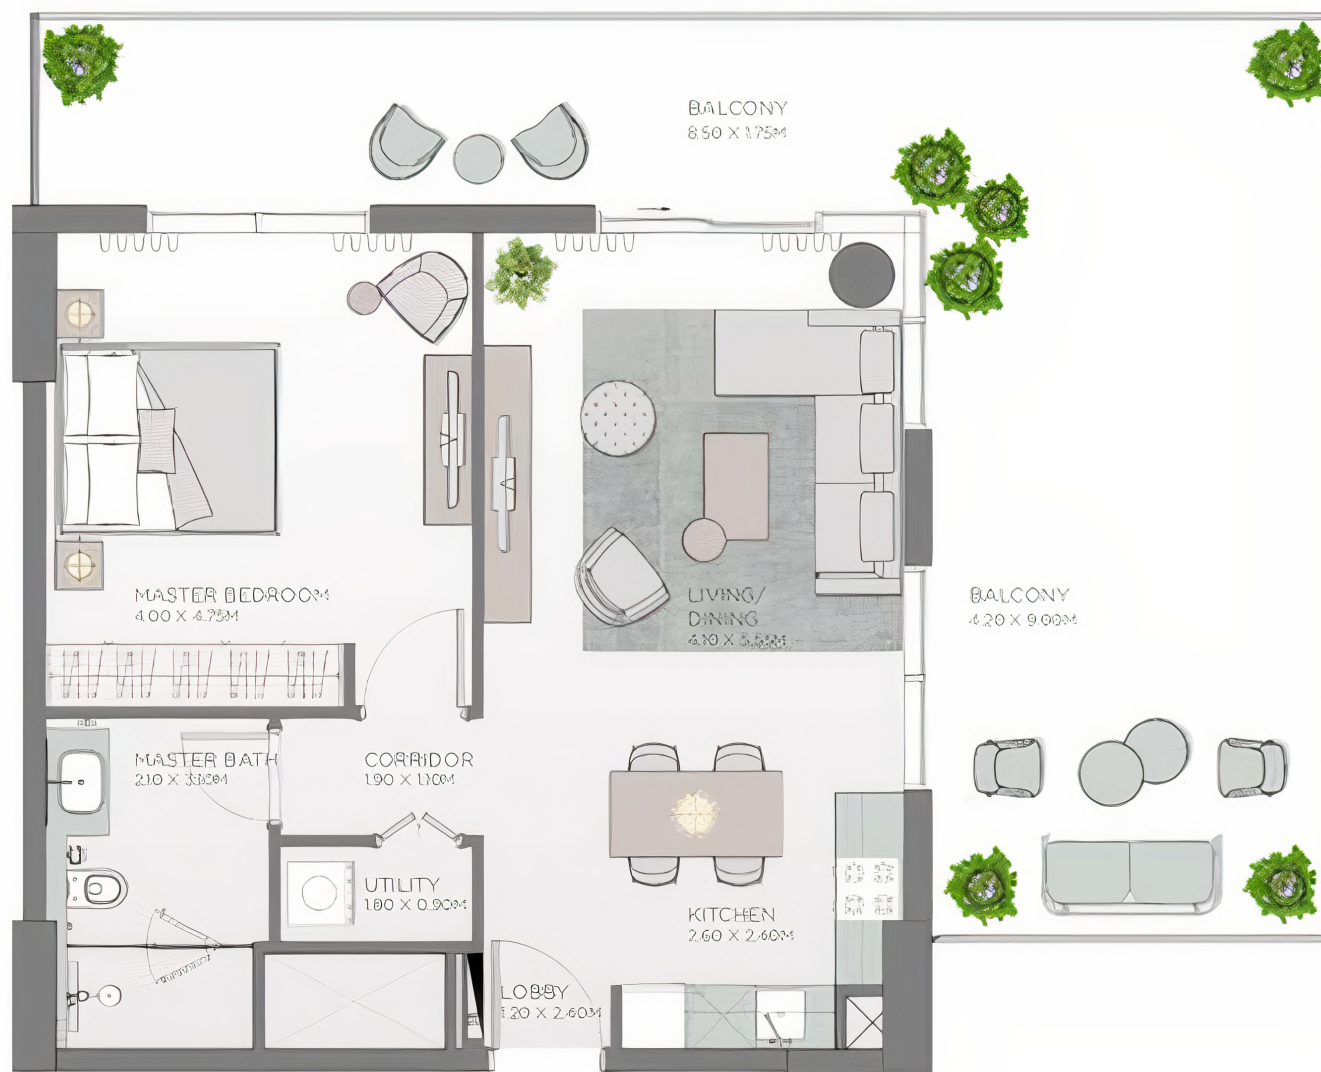 BALCONY
8.50 X 1.75M
MASTER BEDROOM
4.00 X 4.75M
LIVING/
DINING
BALCONY
4.20 X 9.00M
MASTER BATH
CORRIDOR
1.90 X 1.10M
UTILITY
1.00 X 0.90M
KITCHEN
2.60 X 2.60M
LOBBY
1.20 X 2.60M